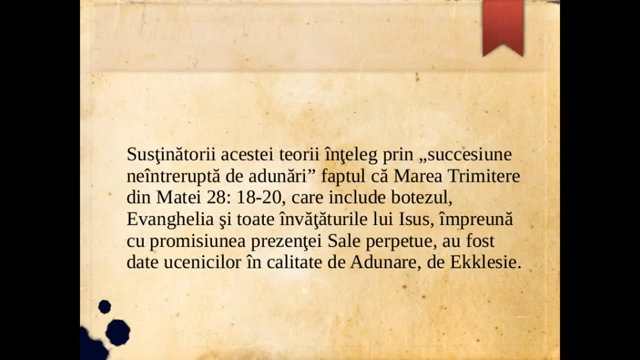 Susţinătorii acestei teorii înţeleg prin „succesiune
neîntreruptă de adunări” faptul că Marea Trimitere
din Matei 28: 18-20, care include botezul,
Evanghelia şi toate învăţăturile lui Isus, împreună
cu promisiunea prezenţei Sale perpetue, au fost
date ucenicilor în calitate de Adunare, de Ekklesie.